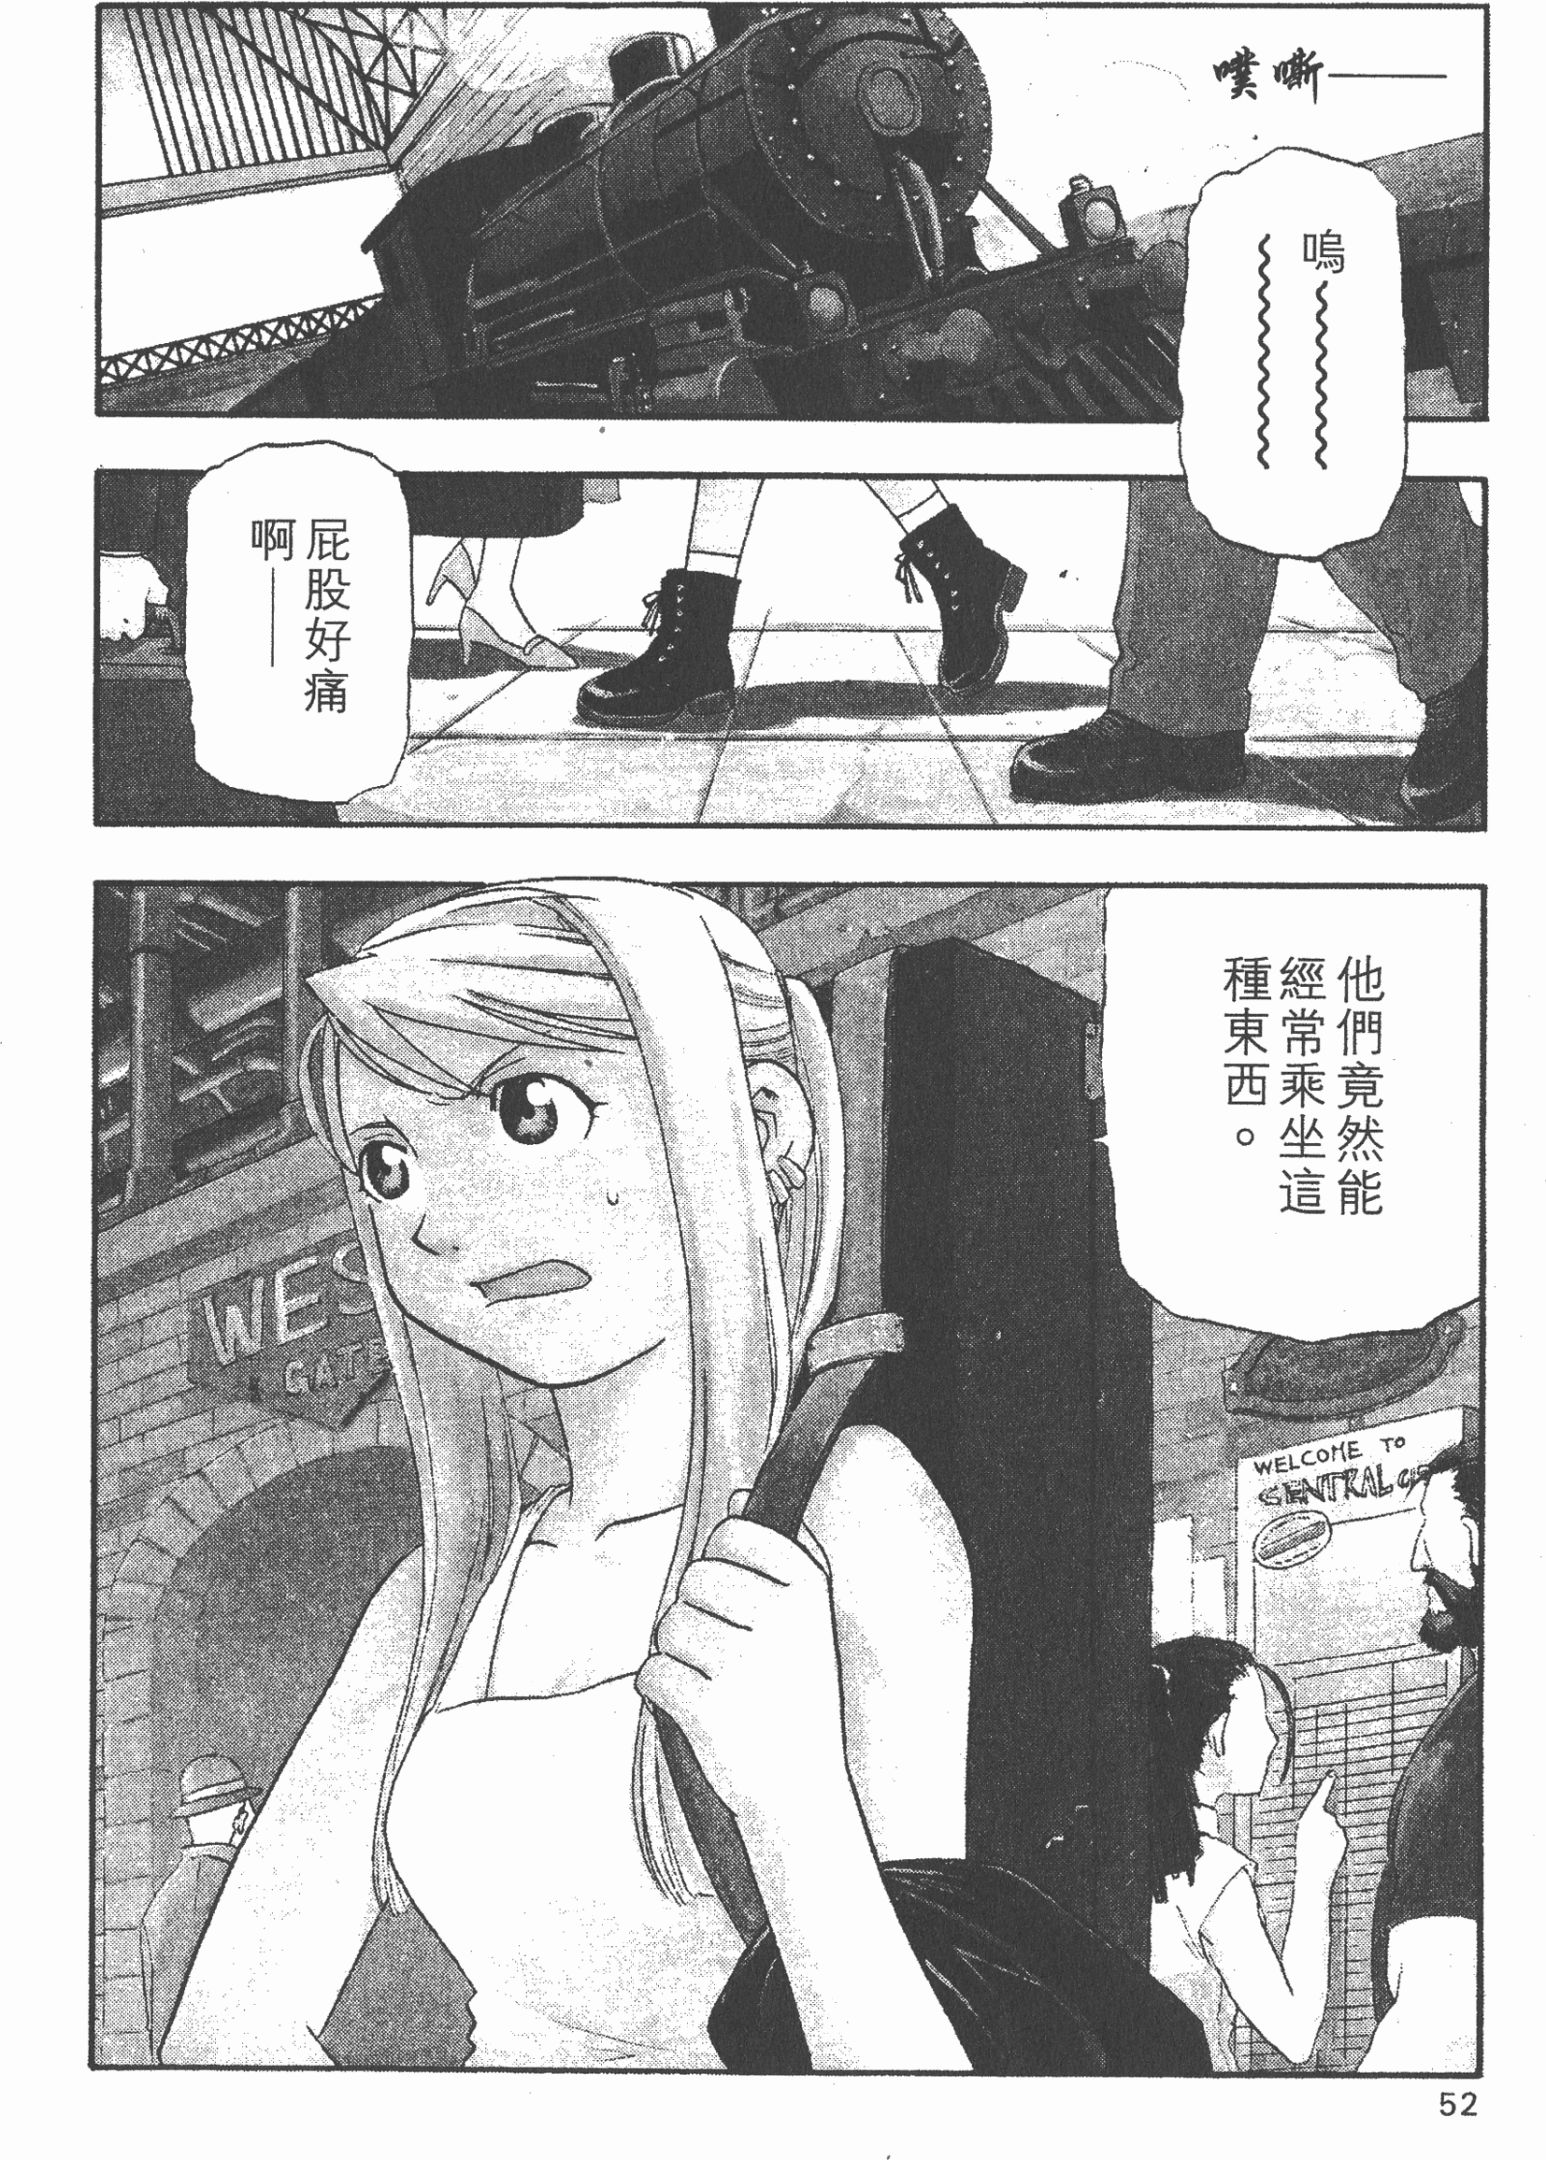 噗嘶——
嗚～～
～～～
屁股好痛
啊——
他們竟然能
經常乘坐這
種東西。
WES
GATE
WELCOME TO
CENTRAL CI
52